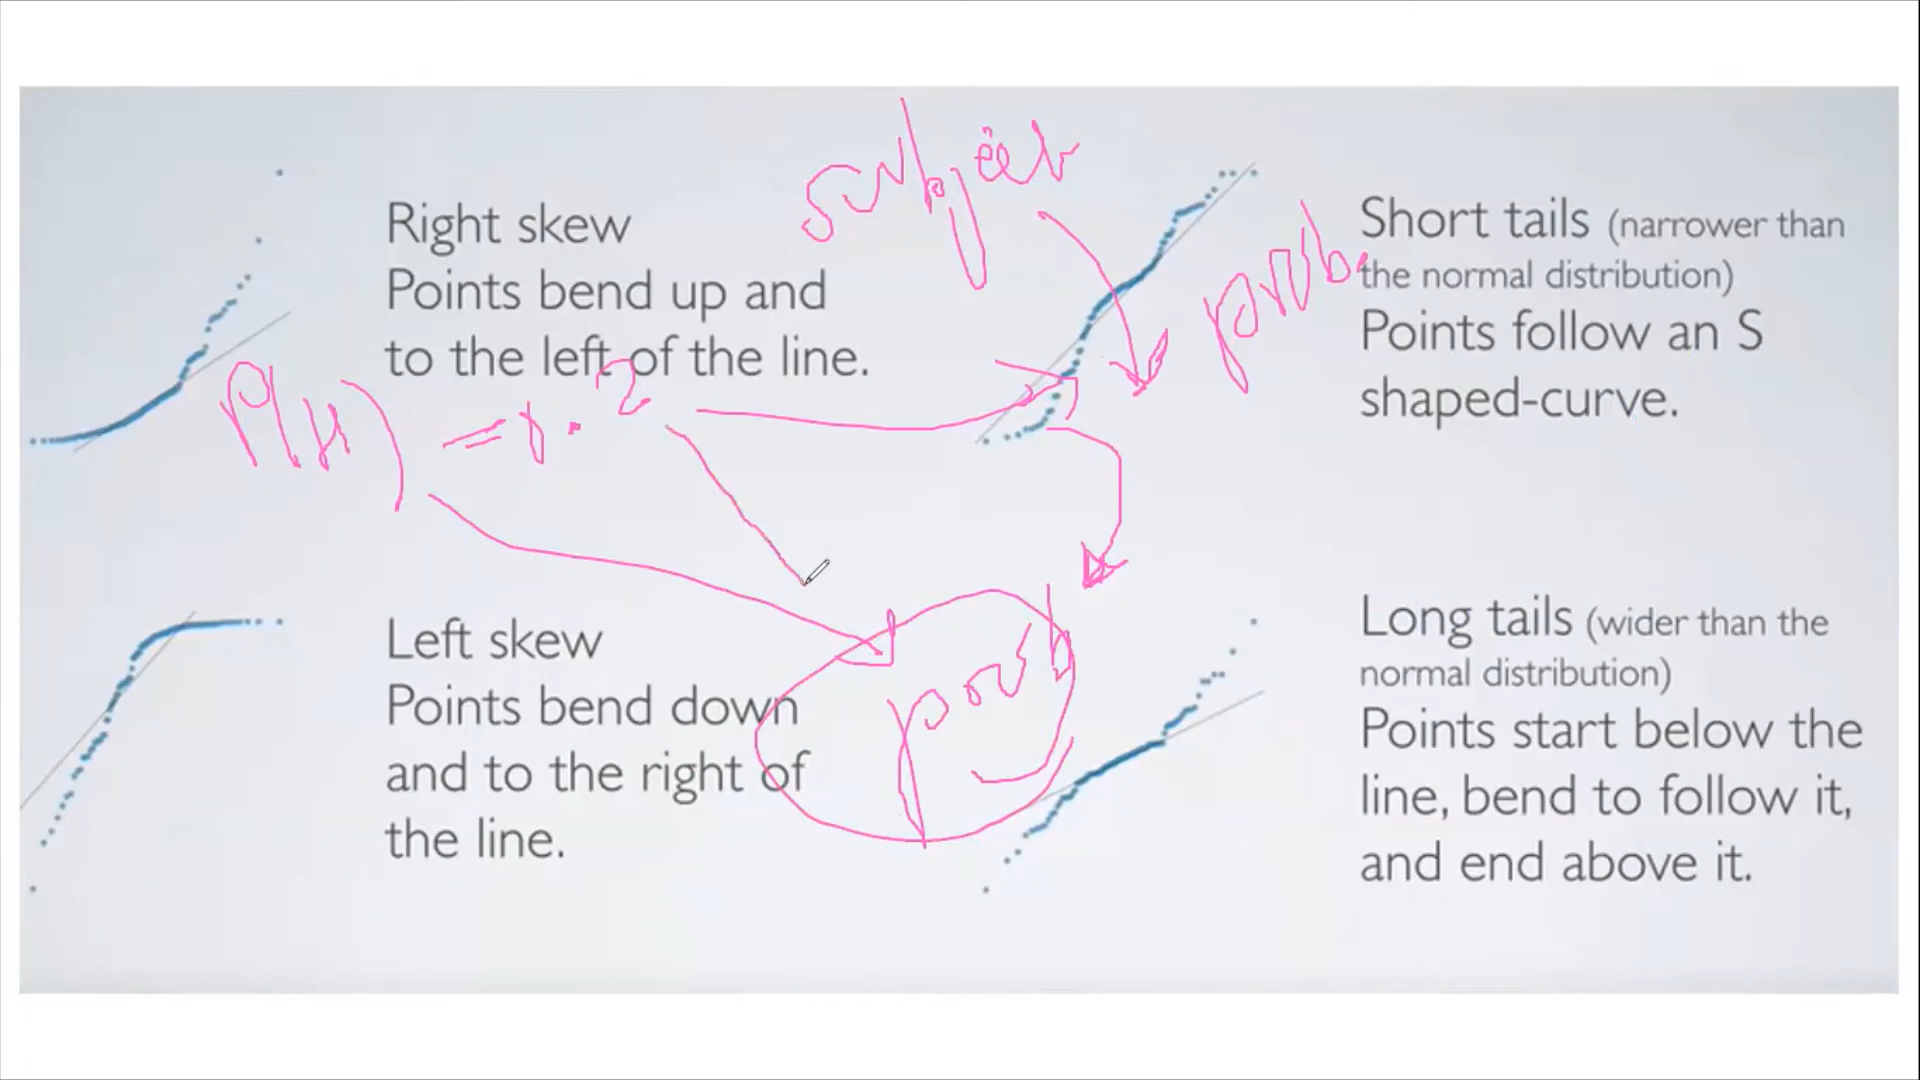 Right skew
Points bend up and
to the left of the line.
Short tails (narrower than
the normal distribution)
Points follow an S
shaped-curve.
Left skew
Points bend down
and to the right of
the line.
Long tails (wider than the
normal distribution)
Points start below the
line, bend to follow it,
and end above it.
subject
prob.
P(H)